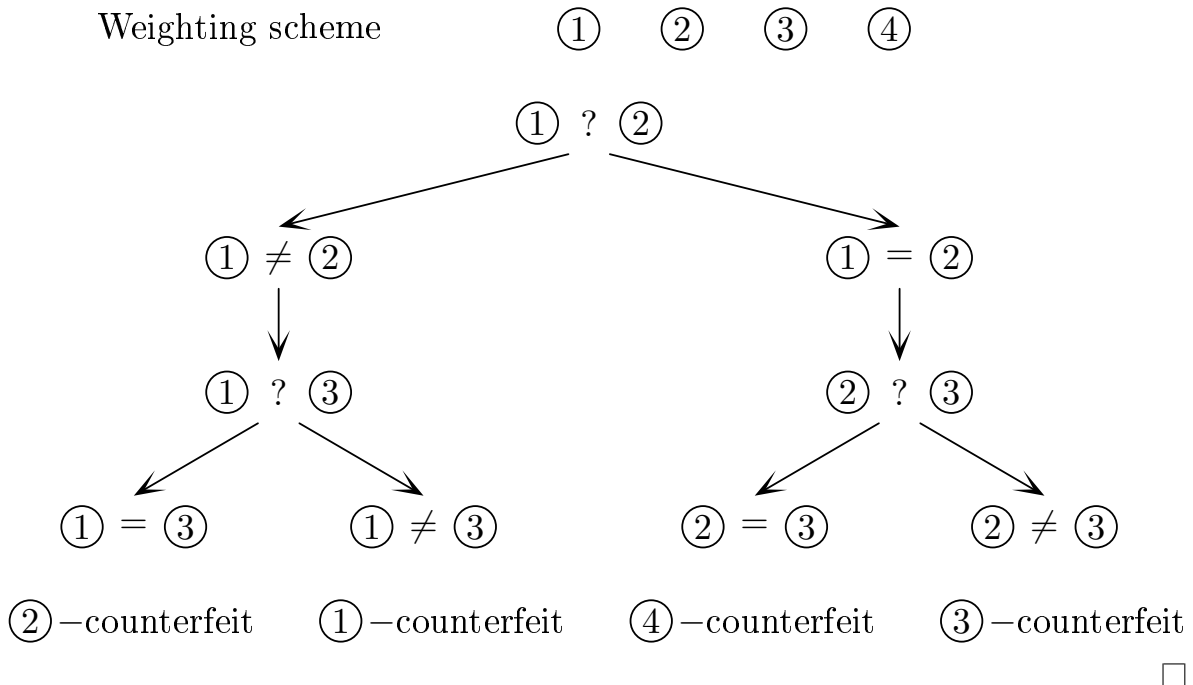 Weighting scheme ① ② ③ ④
① ? ②
① ≠ ② ① = ②
① ? ③ ② ? ③
① = ③ ① ≠ ③ ② = ③ ② ≠ ③
②–counterfeit ①–counterfeit ④–counterfeit ③–counterfeit